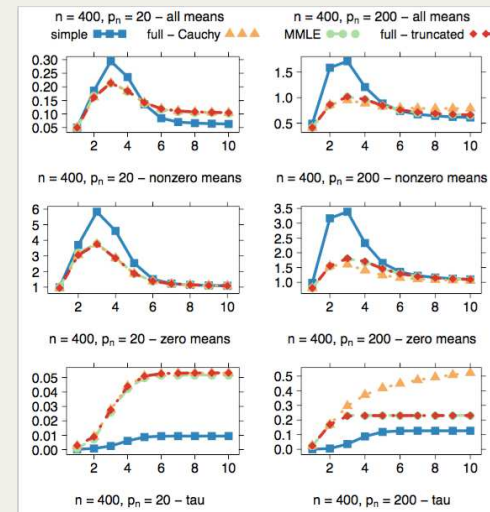 n = 400, pₙ = 20 – all means
n = 400, pₙ = 200 – all means
simple
full – Cauchy
MMLE
full – truncated
0.30
0.25
0.20
0.15
0.10
0.05
2 4 6 8 10
1.5
1.0
0.5
2 4 6 8 10
n = 400, pₙ = 20 – nonzero means
n = 400, pₙ = 200 – nonzero means
6
5
4
3
2
1
2 4 6 8 10
3.5
3.0
2.5
2.0
1.5
1.0
2 4 6 8 10
n = 400, pₙ = 20 – zero means
n = 400, pₙ = 200 – zero means
0.05
0.04
0.03
0.02
0.01
0.00
2 4 6 8 10
0.5
0.4
0.3
0.2
0.1
0.0
2 4 6 8 10
n = 400, pₙ = 20 – tau
n = 400, pₙ = 200 – tau